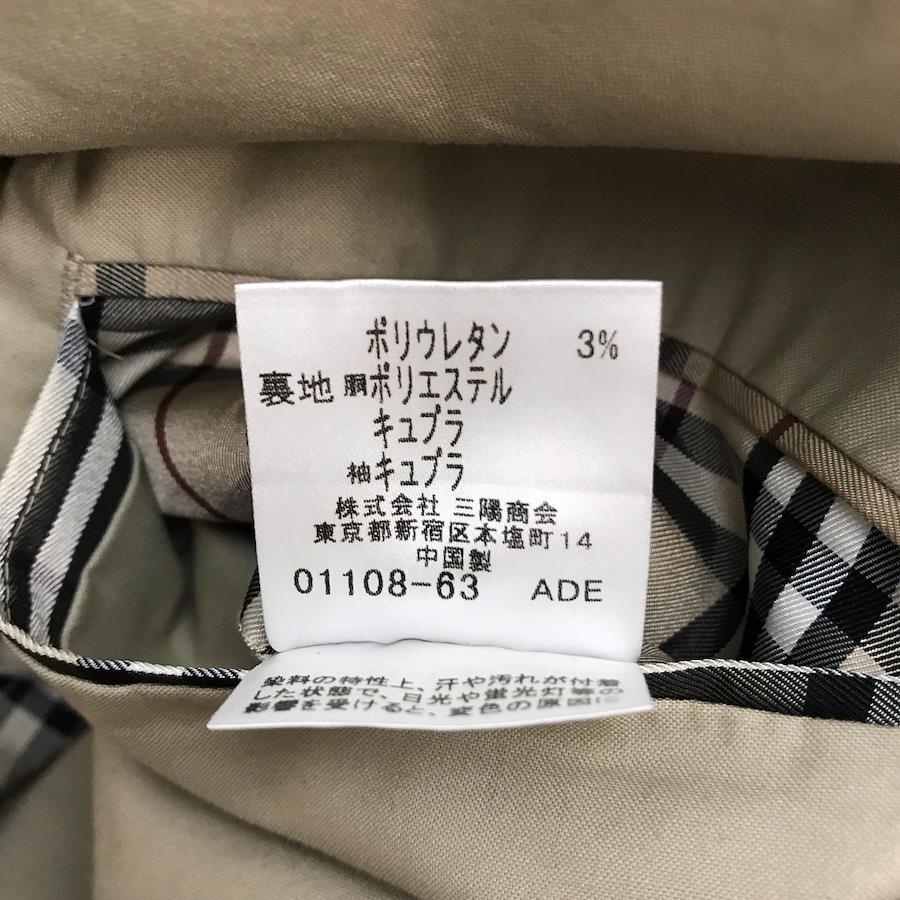 ポリウレタン 3%
裏地 胴ポリエステル
キュプラ
袖キュプラ
株式会社 三陽商会
東京都新宿区本塩町14
中国製
01108-63 ADE
染料の特性上、汗や汚れが付着
した状態で、日光や蛍光灯等の
影響を受けると、変色の原因に